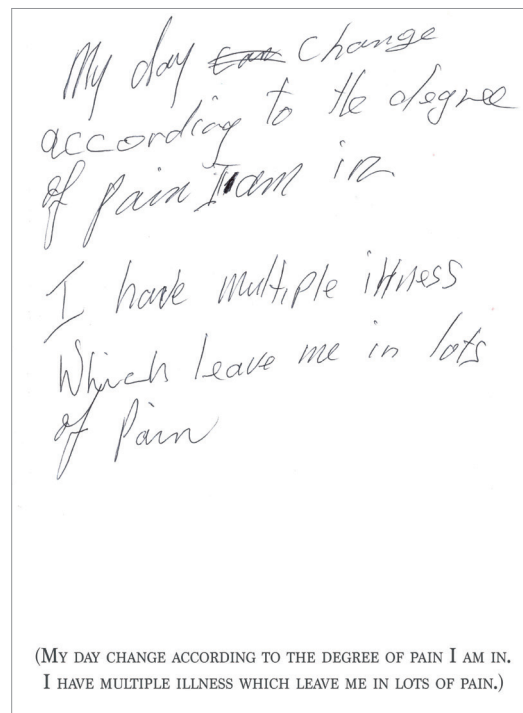 My day change
according to the degree
of pain I am in
I have multiple illness
Which leave me in lots
of Pain
(MY DAY CHANGE ACCORDING TO THE DEGREE OF PAIN I AM IN.
I HAVE MULTIPLE ILLNESS WHICH LEAVE ME IN LOTS OF PAIN.)